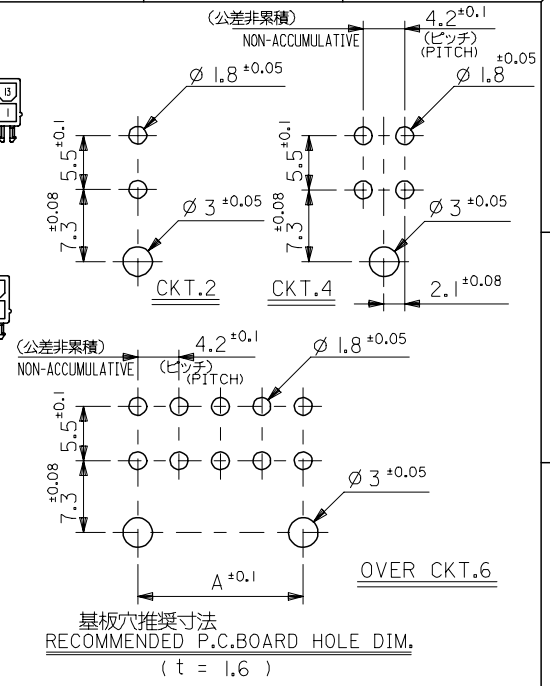 (公差非累積)
NON-ACCUMULATIVE
4.2 ±0.1
(ピッチ)
(PITCH)
Ø 1.8 ±0.05
Ø 1.8 ±0.05
13
1
5.5 ±0.1
7.3 ±0.08
Ø 3 ±0.05
CKT.2
5.5 ±0.1
7.3 ±0.08
Ø 3 ±0.05
CKT.4
2.1 ±0.08
(公差非累積)
NON-ACCUMULATIVE
4.2 ±0.1
(ピッチ)
(PITCH)
Ø 1.8 ±0.05
5.5 ±0.1
7.3 ±0.08
Ø 3 ±0.05
A ±0.1
OVER CKT.6
基板穴推奨寸法
RECOMMENDED P.C.BOARD HOLE DIM.
( t = 1.6 )